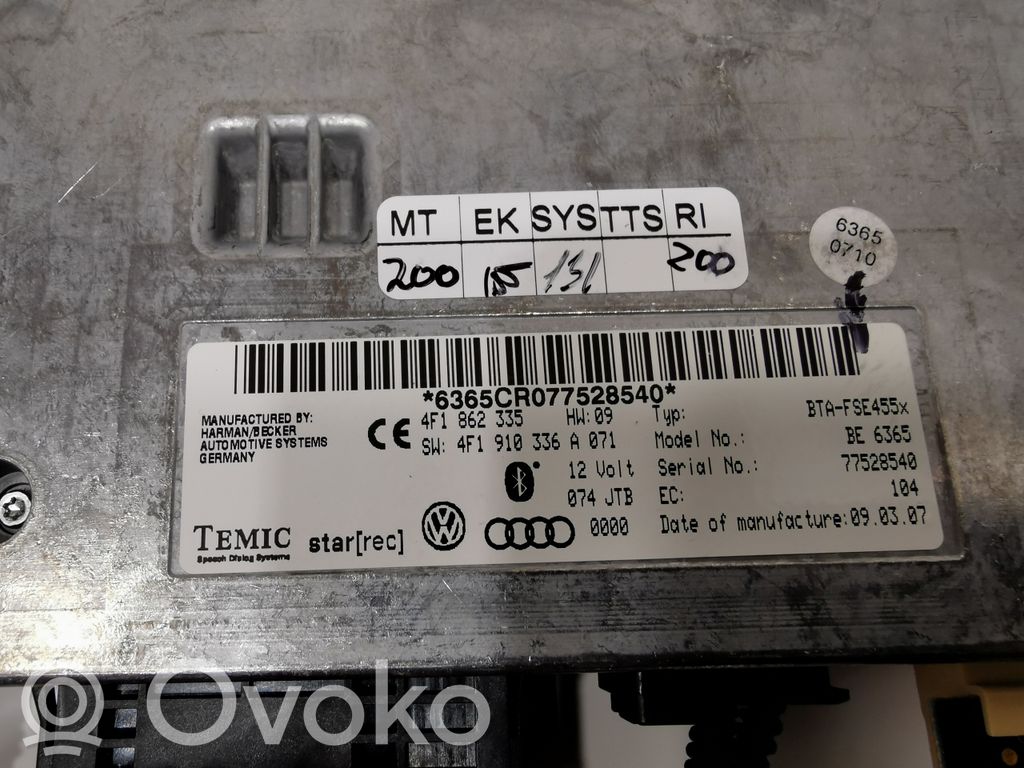 MT EK SYS TTS RI
200 15 131 200
6365
0710
*6365CR077528540*
MANUFACTURED BY:
HARMAN/BECKER
AUTOMOTIVE SYSTEMS
GERMANY
CE
4F1 862 335 HW:09
SW: 4F1 910 336 A 071
12 Volt
074 JTB
0000
Typ: BTA-FSE455x
Model No.: BE 6365
Serial No.: 77528540
EC: 104
Date of manufacture:09.03.07
TEMIC
Speech Dialog Systems
star[rec]
VW
Ovoko